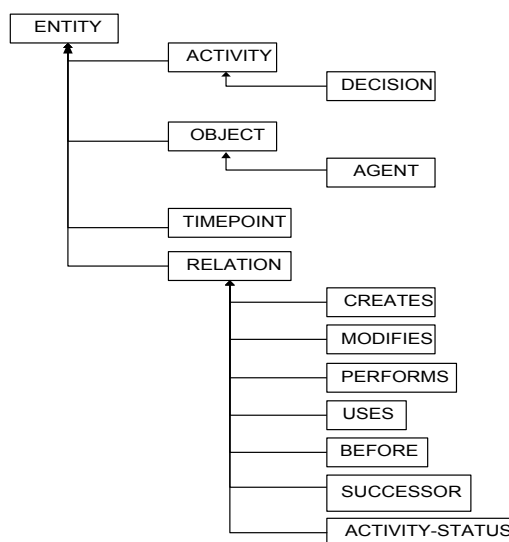 ENTITY
ACTIVITY
DECISION
OBJECT
AGENT
TIMEPOINT
RELATION
CREATES
MODIFIES
PERFORMS
USES
BEFORE
SUCCESSOR
ACTIVITY-STATUS